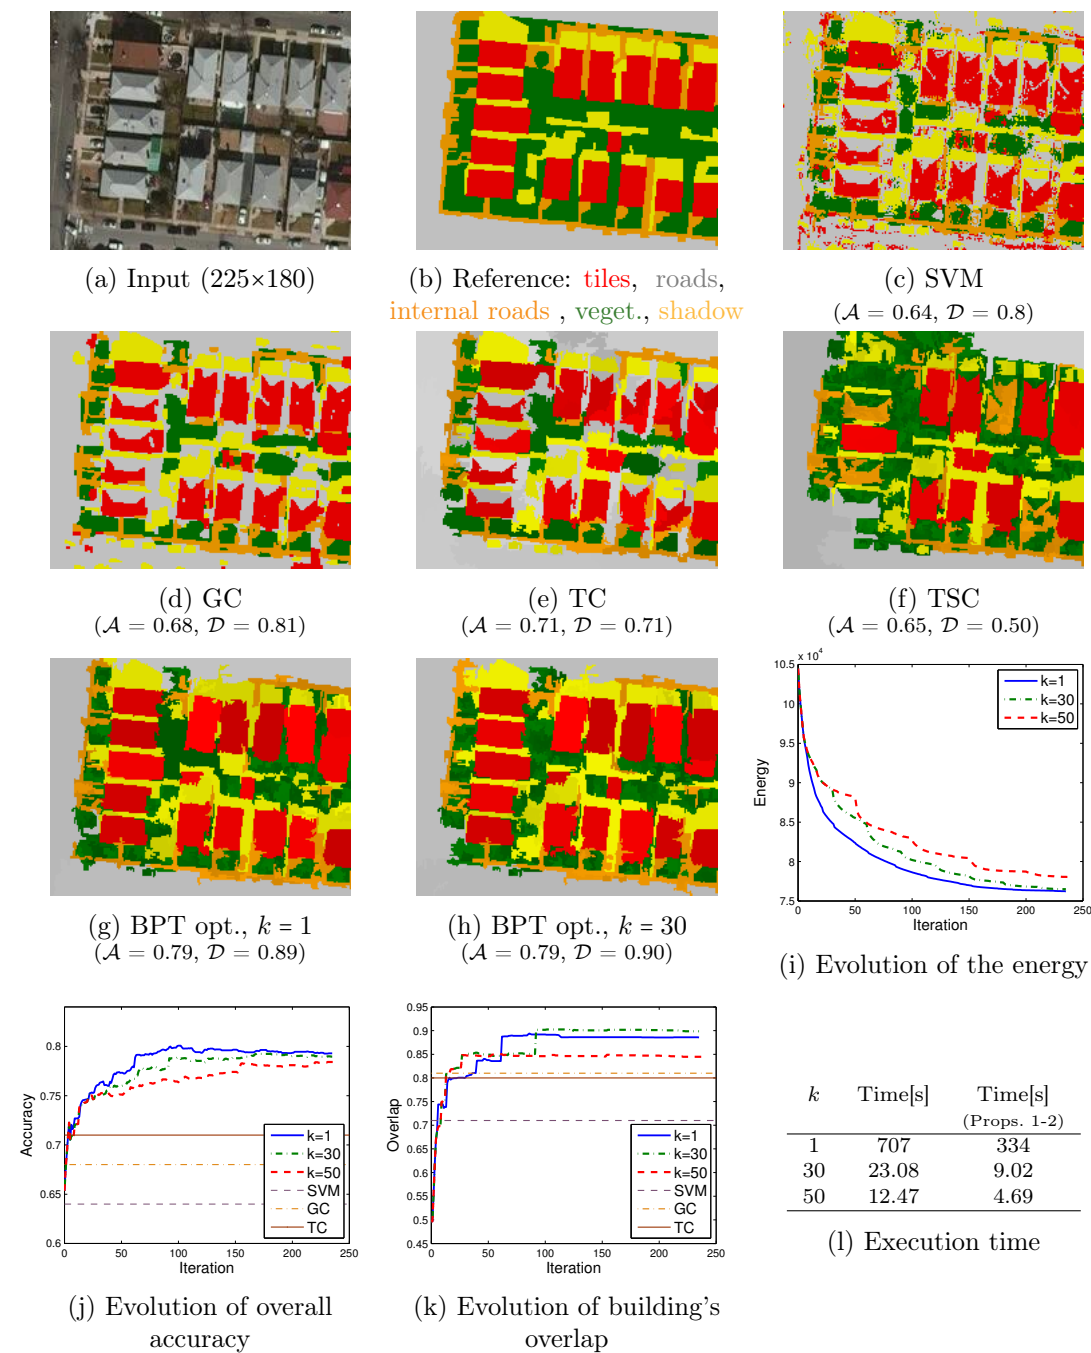 (a) Input (225×180)
(b) Reference: tiles, roads,
internal roads , veget., shadow
(c) SVM
(𝒜 = 0.64, 𝒟 = 0.8)
(d) GC
(𝒜 = 0.68, 𝒟 = 0.81)
(e) TC
(𝒜 = 0.71, 𝒟 = 0.71)
(f) TSC
(𝒜 = 0.65, 𝒟 = 0.50)
(g) BPT opt., k = 1
(𝒜 = 0.79, 𝒟 = 0.89)
(h) BPT opt., k = 30
(𝒜 = 0.79, 𝒟 = 0.90)
x 10⁴
10.5
10
9.5
9
8.5
8
7.5
Energy
0 50 100 150 200 250
Iteration
k=1
k=30
k=50
(i) Evolution of the energy
0.8
0.75
0.7
0.65
0.6
Accuracy
0 50 100 150 200 250
Iteration
k=1
k=30
k=50
SVM
GC
TC
(j) Evolution of overall
accuracy
0.95
0.9
0.85
0.8
0.75
0.7
0.65
0.6
0.55
0.5
0.45
Overlap
0 50 100 150 200 250
Iteration
k=1
k=30
k=50
SVM
GC
TC
(k) Evolution of building's
overlap
k Time[s] Time[s]
(Props. 1-2)
1 707 334
30 23.08 9.02
50 12.47 4.69
(l) Execution time